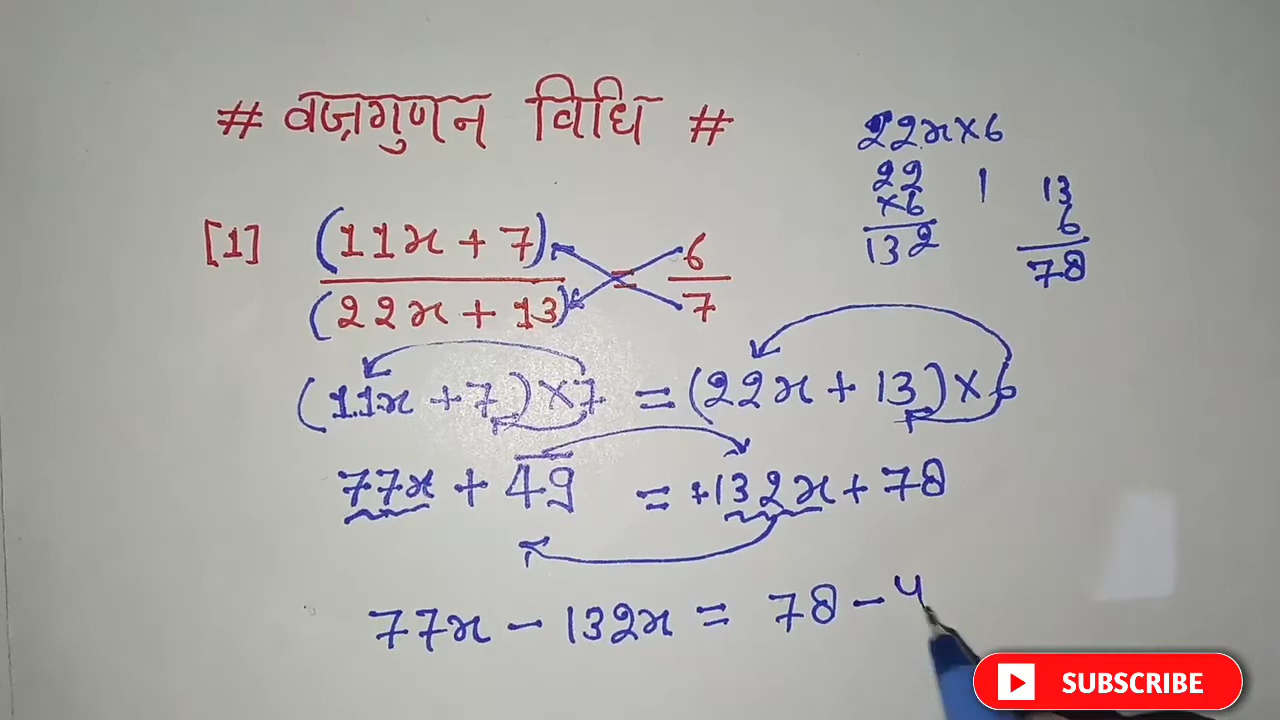 # वज्रगुणन विधि #
22x×6
22
×6
132
1
13
6
78
[1] (11x + 7) = 6
(22x + 13) 7
(11x + 7) × 7 = (22x + 13) × 6
77x + 49 = +132x + 78
77x - 132x = 78 - 4
SUBSCRIBE